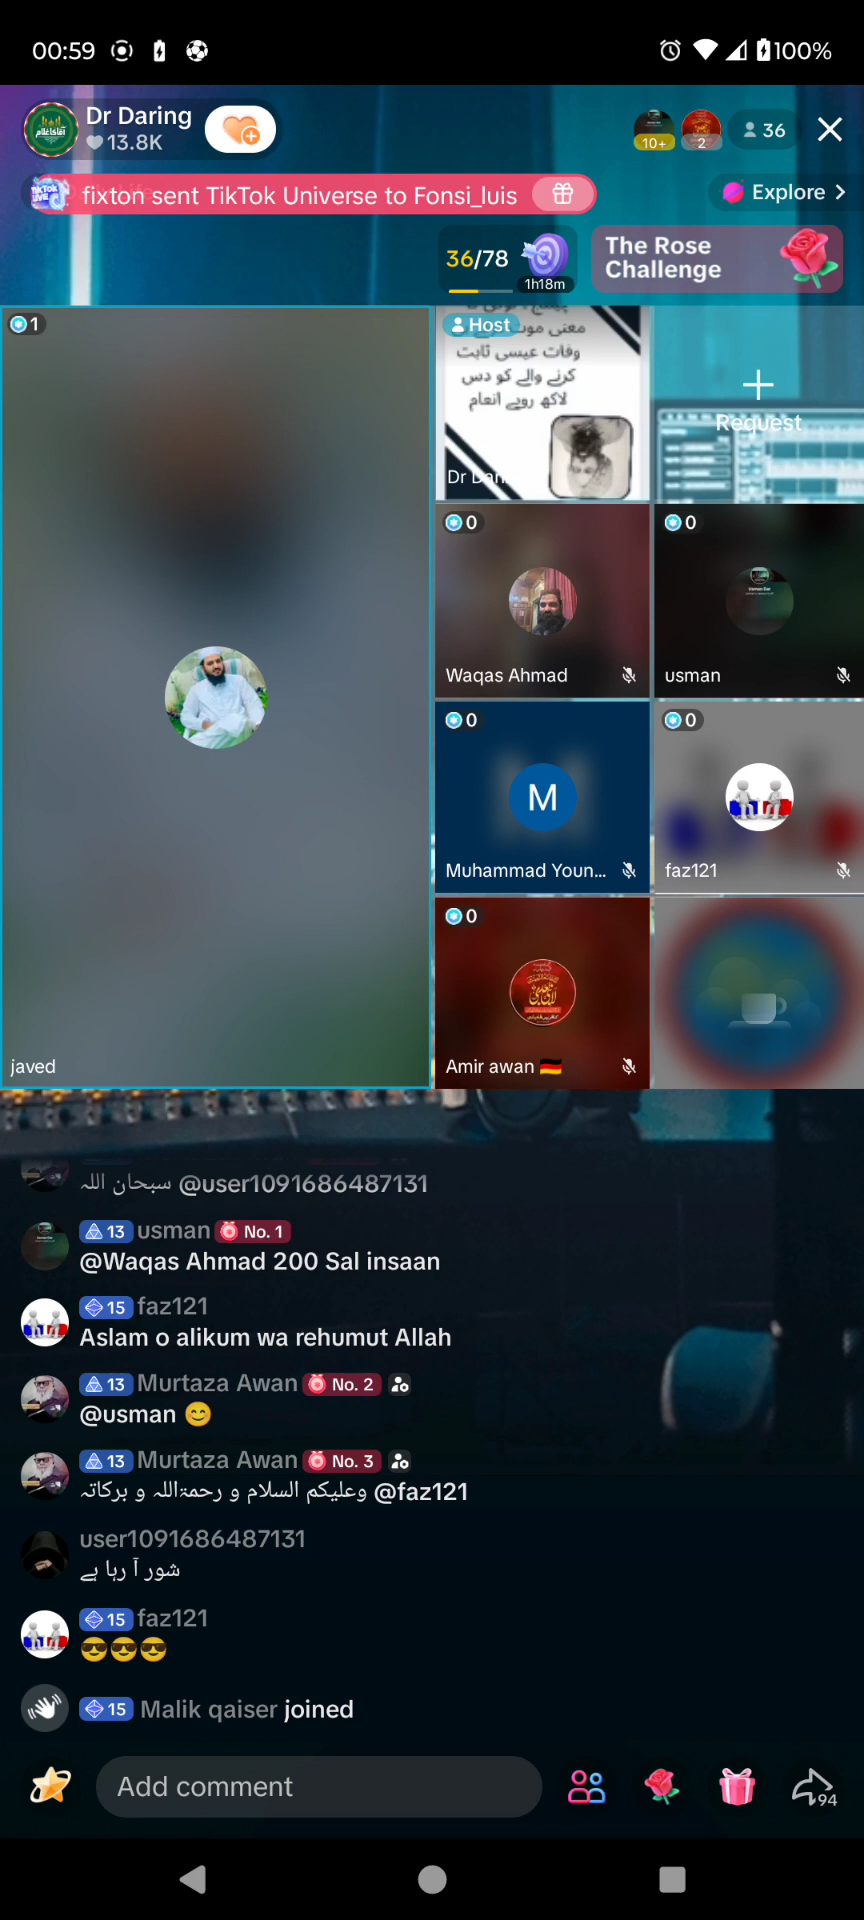 00:59
100%
Dr Daring
13.8K
10+
2
36
fixton sent TikTok Universe to Fonsi_luis
Explore
36/78
1h18m
The Rose
Challenge
1
Host
وفات عیسی ثابت
کرنے والے کو دس
لاکھ روپے انعام
Request
0
Waqas Ahmad
0
usman
0
M
Muhammad Youn...
0
faz121
0
Amir awan 🇩🇪
javed
سبحان اللہ @user1091686487131
13 usman No. 1
@Waqas Ahmad 200 Sal insaan
15 faz121
Aslam o alikum wa rehumut Allah
13 Murtaza Awan No. 2
@usman 😊
13 Murtaza Awan No. 3
وعلیکم السلام و رحمۃاللہ و برکاتہ @faz121
user1091686487131
شور آ رہا ہے
15 faz121
😎😎😎
15 Malik qaiser joined
Add comment
94